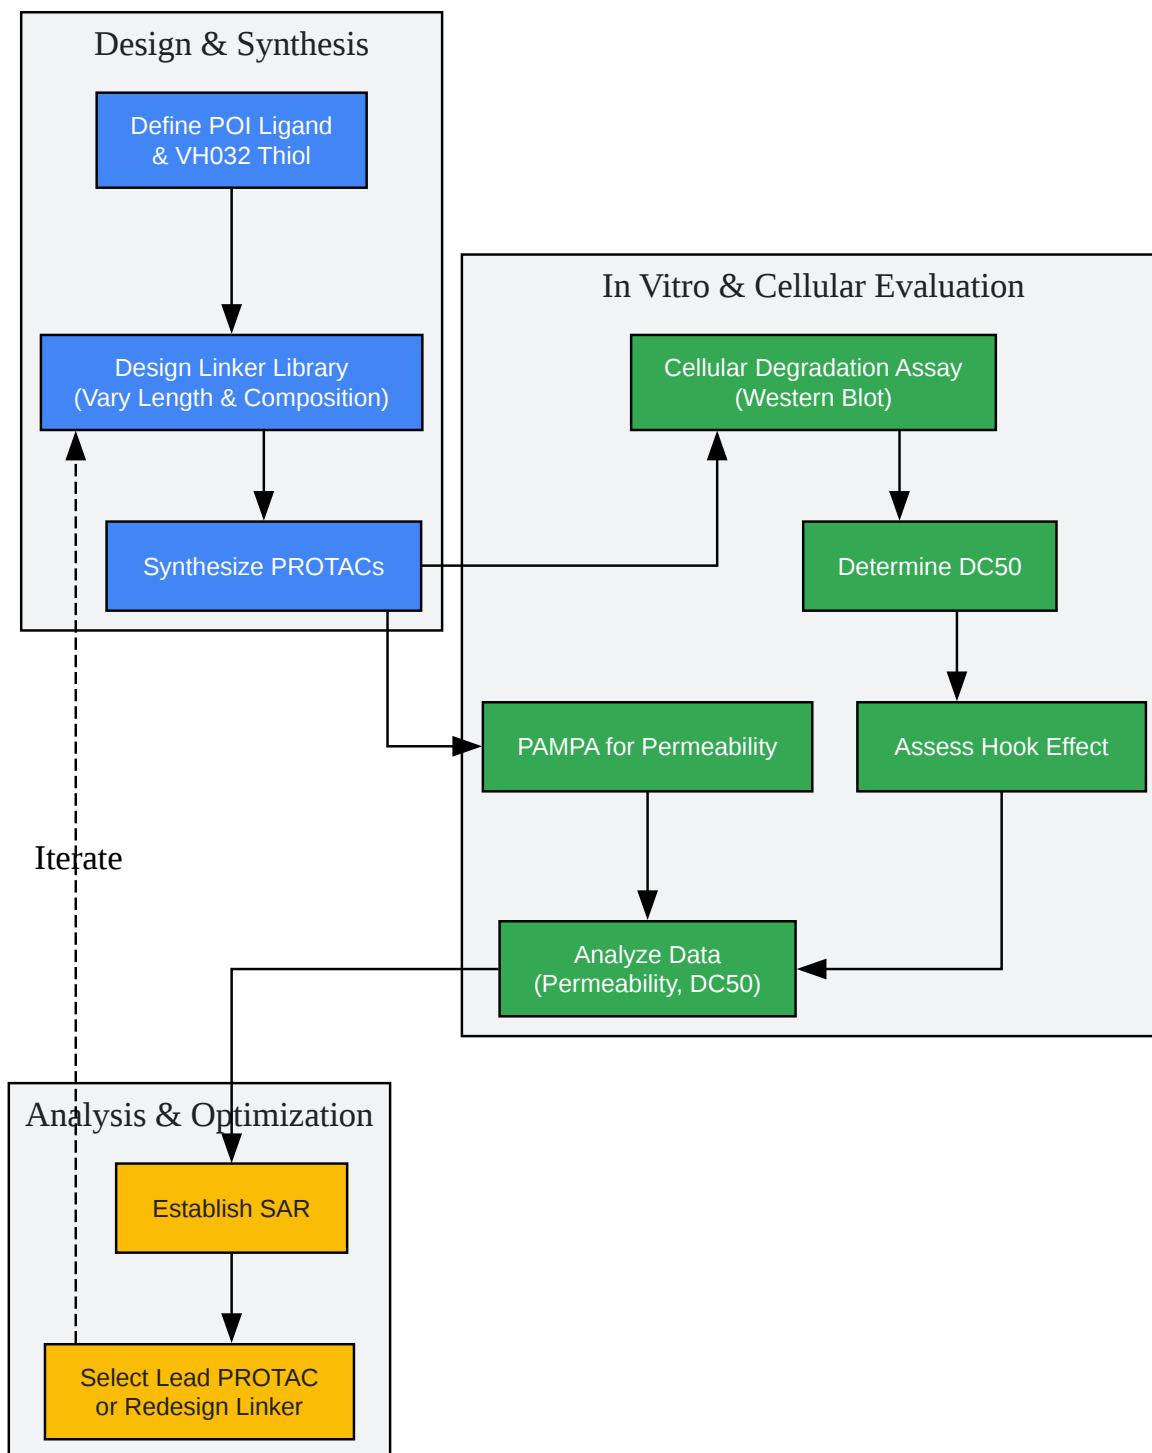 Design & Synthesis
Define POI Ligand
& VH032 Thiol
Design Linker Library
(Vary Length & Composition)
Synthesize PROTACs
In Vitro & Cellular Evaluation
Cellular Degradation Assay
(Western Blot)
Determine DC50
PAMPA for Permeability
Assess Hook Effect
Analyze Data
(Permeability, DC50)
Iterate
Analysis & Optimization
Establish SAR
Select Lead PROTAC
or Redesign Linker